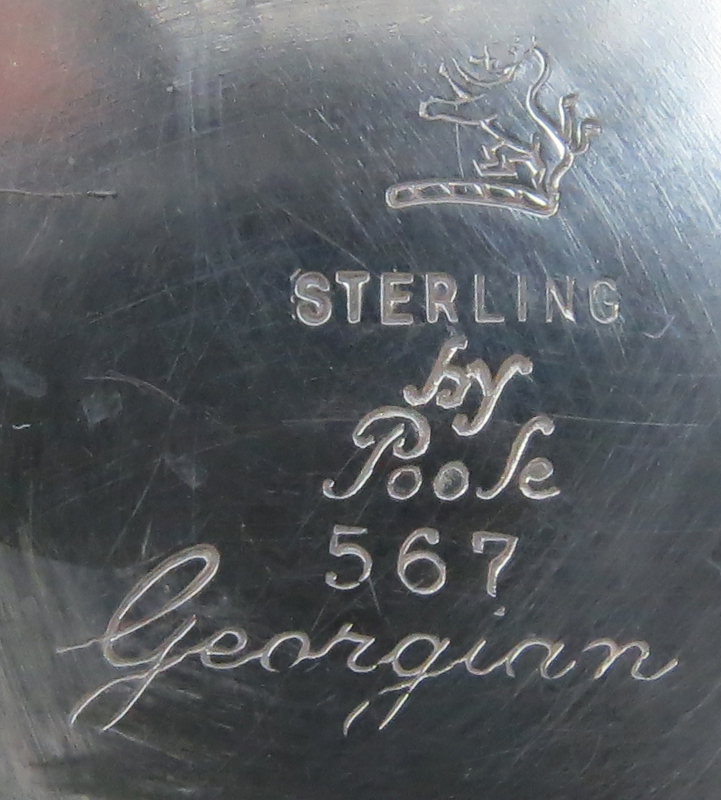 STERLING
by
Poole
567
Georgian